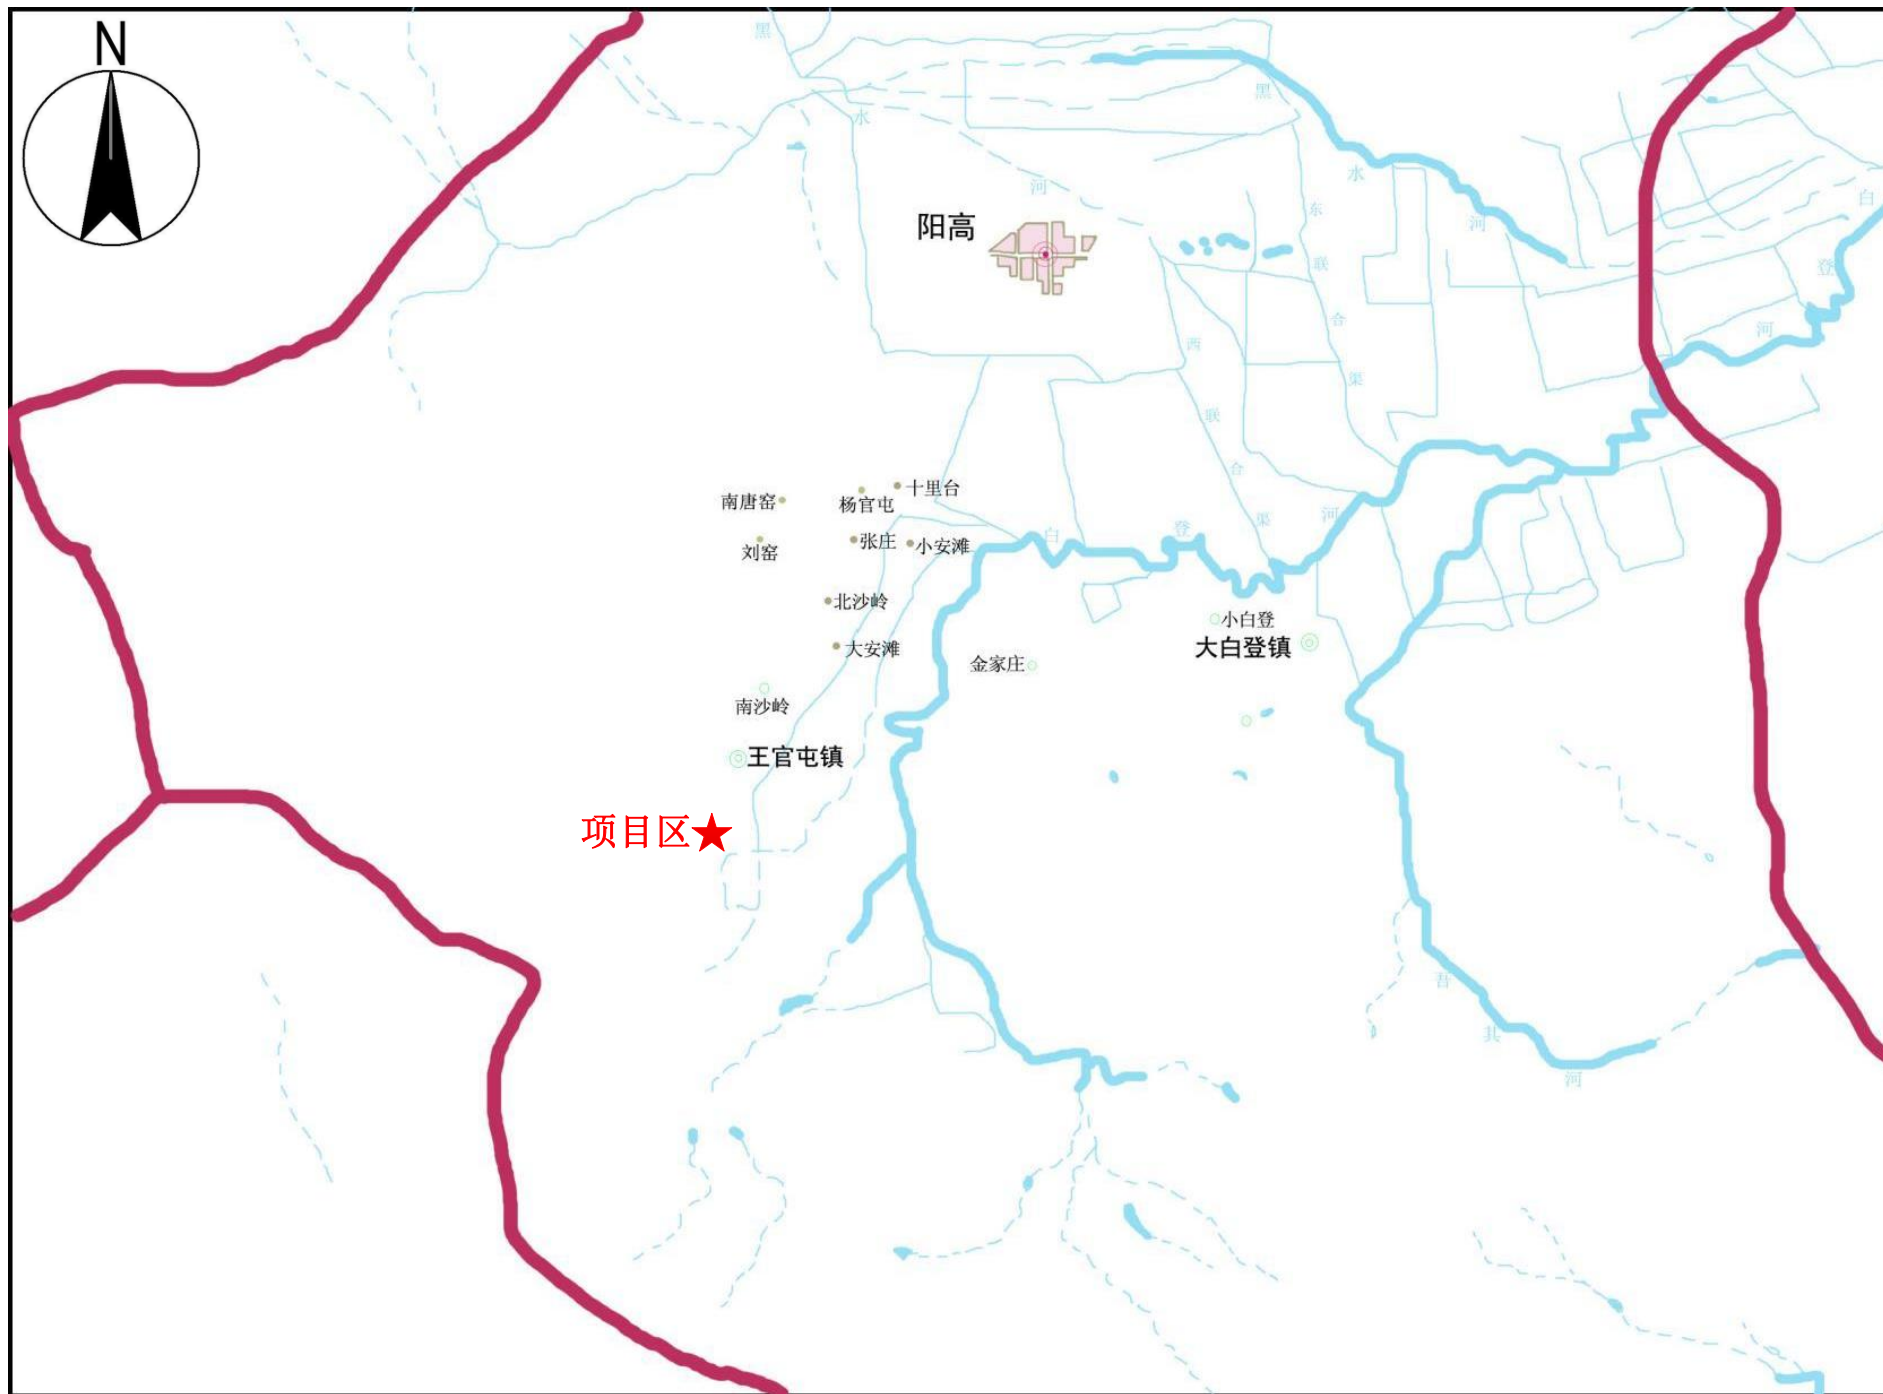 N
黑
水
河
黑
水
河
白
登
河
东
联
合
渠
西
联
合
渠
阳高
南唐窑
杨官屯
十里台
刘窑
张庄
小安滩
白
登
河
北沙岭
大安滩
小白登
大白登镇
金家庄
南沙岭
王官屯镇
项目区
吾
其
河